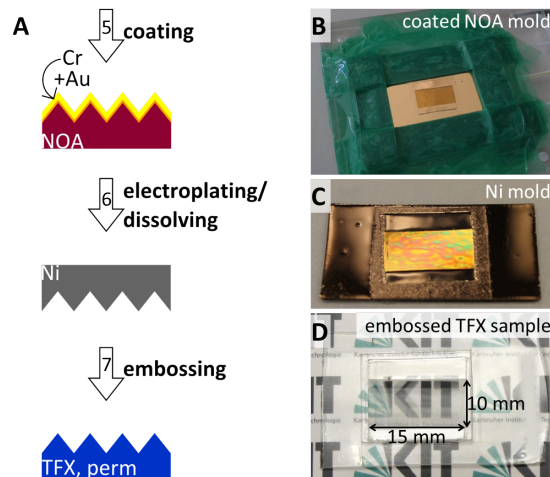 A
5 coating
Cr
+Au
NOA
6 electroplating/
dissolving
Ni
7 embossing
TFX, perm
B coated NOA mold
C Ni mold
D embossed TFX sample
KIT
Technologie
10 mm
15 mm